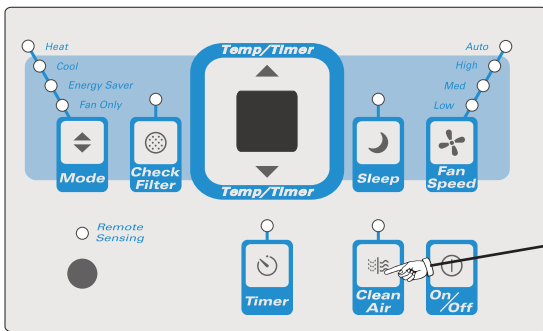 Temp/Timer
Heat
Cool
Energy Saver
Fan Only
Auto
High
Med
Low
Mode
Check
Filter
Temp/Timer
Sleep
Fan
Speed
Remote
Sensing
Timer
Clean
Air
On/Off